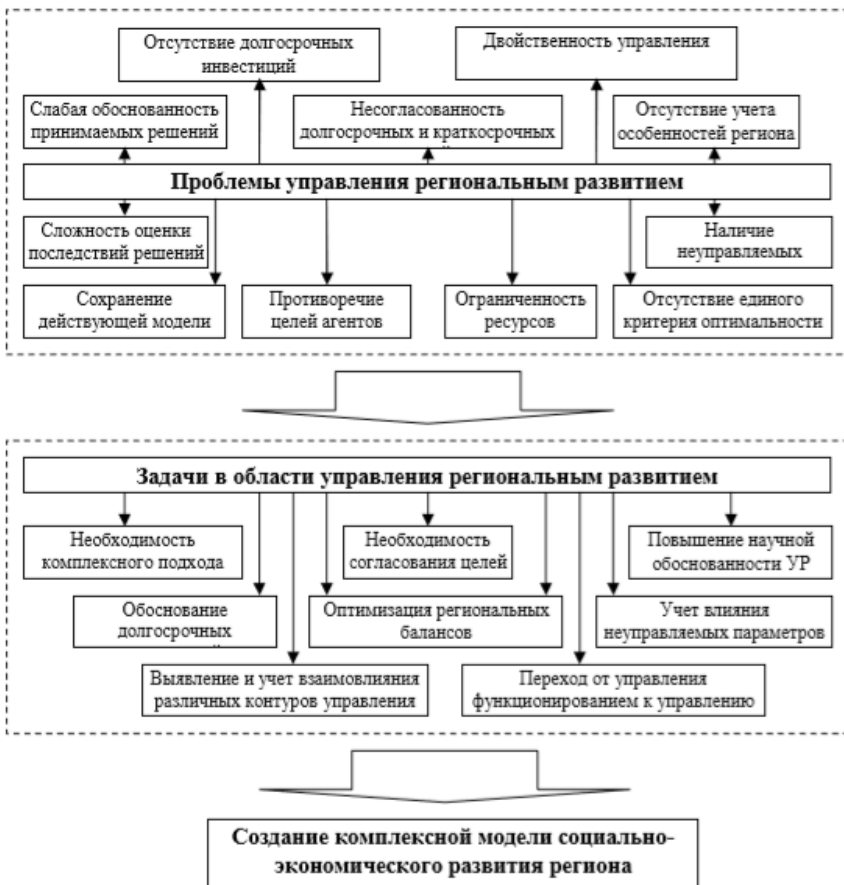 Отсутствие долгосрочных
инвестиций
Двойственность управления
Слабая обоснованность
принимаемых решений
Несогласованность
долгосрочных и краткосрочных
Отсутствие учета
особенностей региона
Проблемы управления региональным развитием
Сложность оценки
последствий решений
Наличие
неуправляемых
Сохранение
действующей модели
Противоречие
целей агентов
Ограниченность
ресурсов
Отсутствие единого
критерия оптимальности
Задачи в области управления региональным развитием
Необходимость
комплексного подхода
Необходимость
согласования целей
Повышение научной
обоснованности УР
Обоснование
долгосрочных
Оптимизация региональных
балансов
Учет влияния
неуправляемых параметров
Выявление и учет взаимовлияния
различных контуров управления
Переход от управления
функционированием к управлению
Создание комплексной модели социально-
экономического развития региона